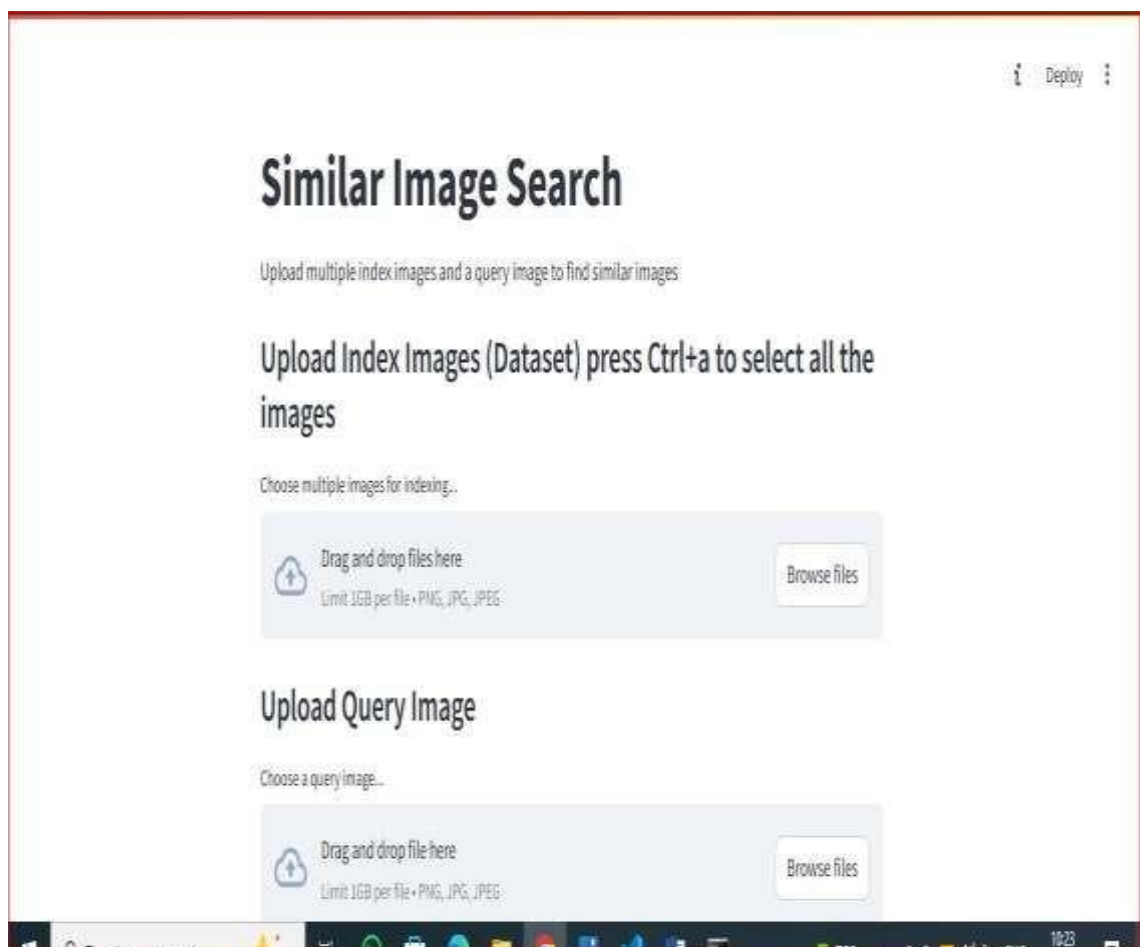 i Deploy
Similar Image Search
Upload multiple index images and a query image to find similar images
Upload Index Images (Dataset) press Ctrl+a to select all the
images
Choose multiple images for indexing...
Drag and drop files here
Limit 1GB per file • PNG, JPG, JPEG
Browse files
Upload Query Image
Choose a query image...
Drag and drop file here
Limit 1GB per file • PNG, JPG, JPEG
Browse files
10:23